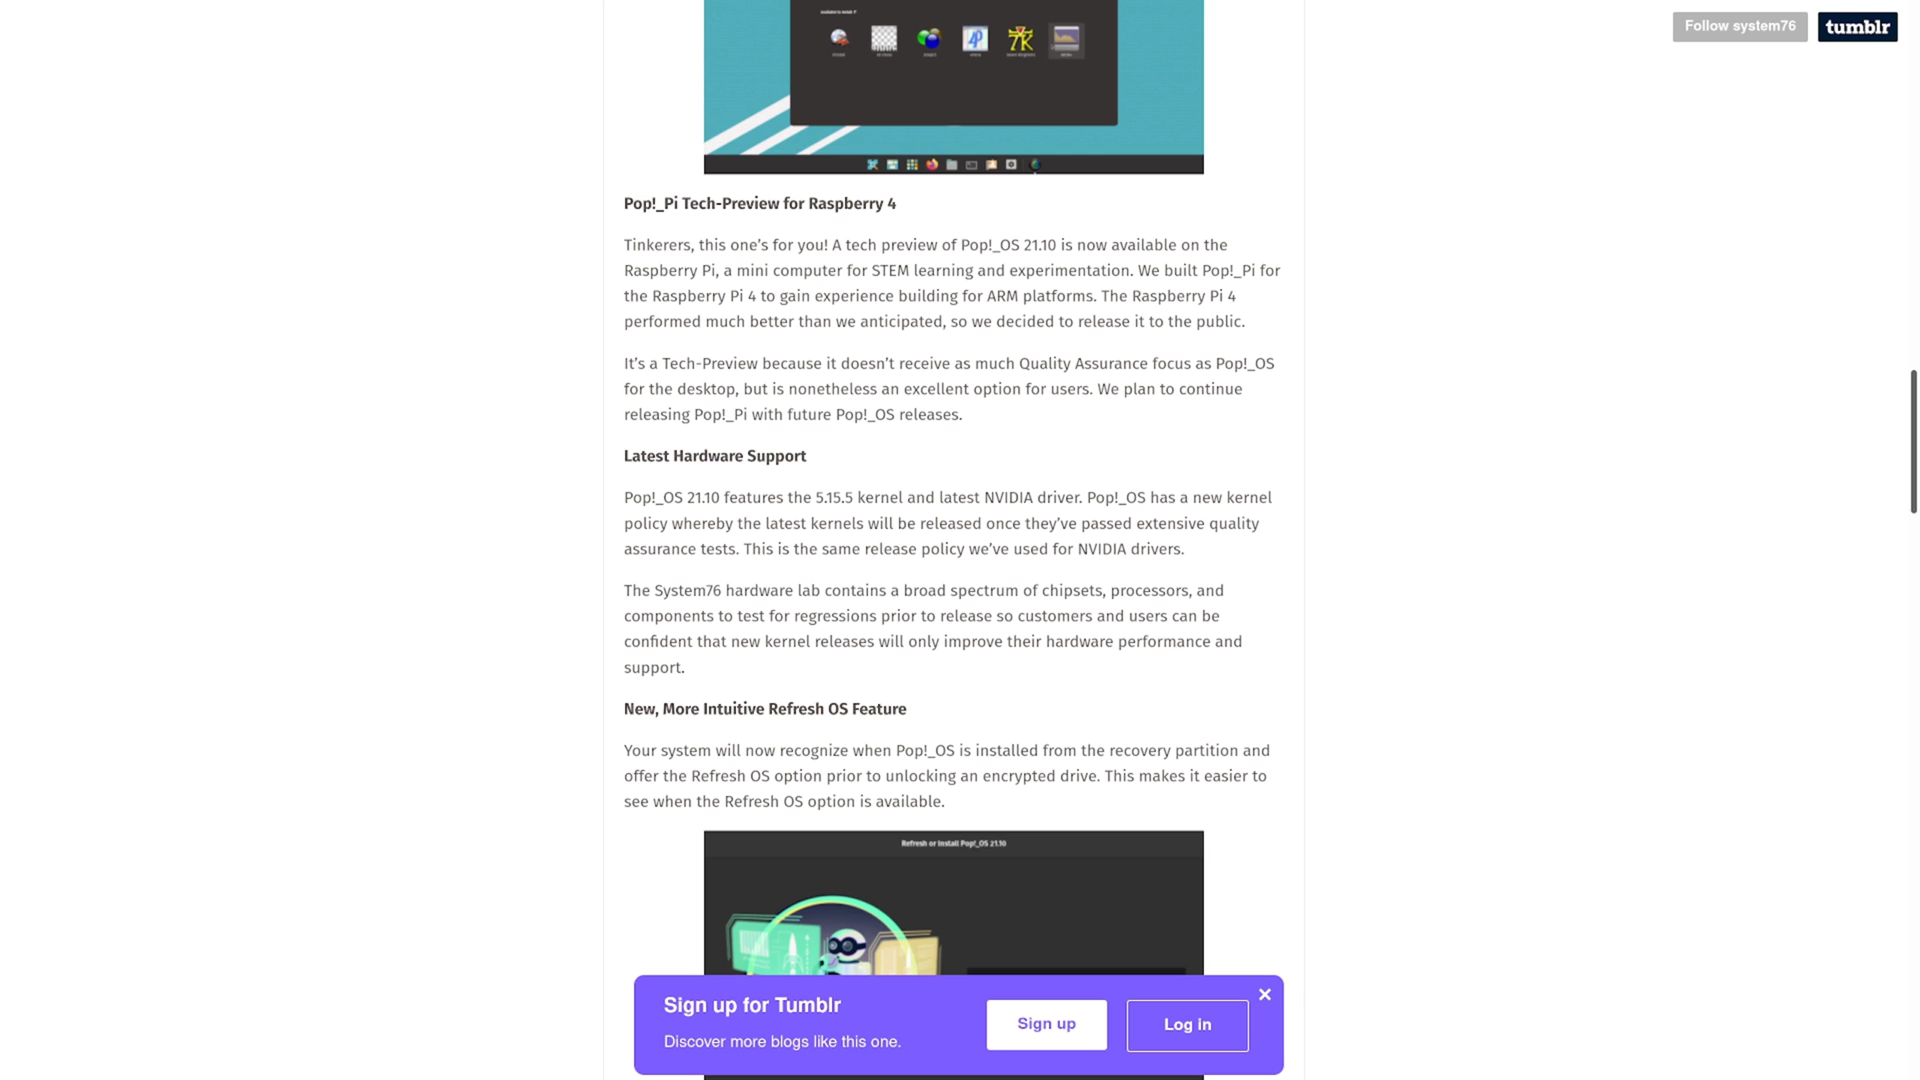 Follow system76
tumblr
Pop!_Pi Tech-Preview for Raspberry 4
Tinkerers, this one’s for you! A tech preview of Pop!_OS 21.10 is now available on the
Raspberry Pi, a mini computer for STEM learning and experimentation. We built Pop!_Pi for
the Raspberry Pi 4 to gain experience building for ARM platforms. The Raspberry Pi 4
performed much better than we anticipated, so we decided to release it to the public.
It’s a Tech-Preview because it doesn’t receive as much Quality Assurance focus as Pop!_OS
for the desktop, but is nonetheless an excellent option for users. We plan to continue
releasing Pop!_Pi with future Pop!_OS releases.
Latest Hardware Support
Pop!_OS 21.10 features the 5.15.5 kernel and latest NVIDIA driver. Pop!_OS has a new kernel
policy whereby the latest kernels will be released once they’ve passed extensive quality
assurance tests. This is the same release policy we’ve used for NVIDIA drivers.
The System76 hardware lab contains a broad spectrum of chipsets, processors, and
components to test for regressions prior to release so customers and users can be
confident that new kernel releases will only improve their hardware performance and
support.
New, More Intuitive Refresh OS Feature
Your system will now recognize when Pop!_OS is installed from the recovery partition and
offer the Refresh OS option prior to unlocking an encrypted drive. This makes it easier to
see when the Refresh OS option is available.
Refresh or Install Pop!_OS 21.10
Sign up for Tumblr
Discover more blogs like this one.
Sign up
Log in